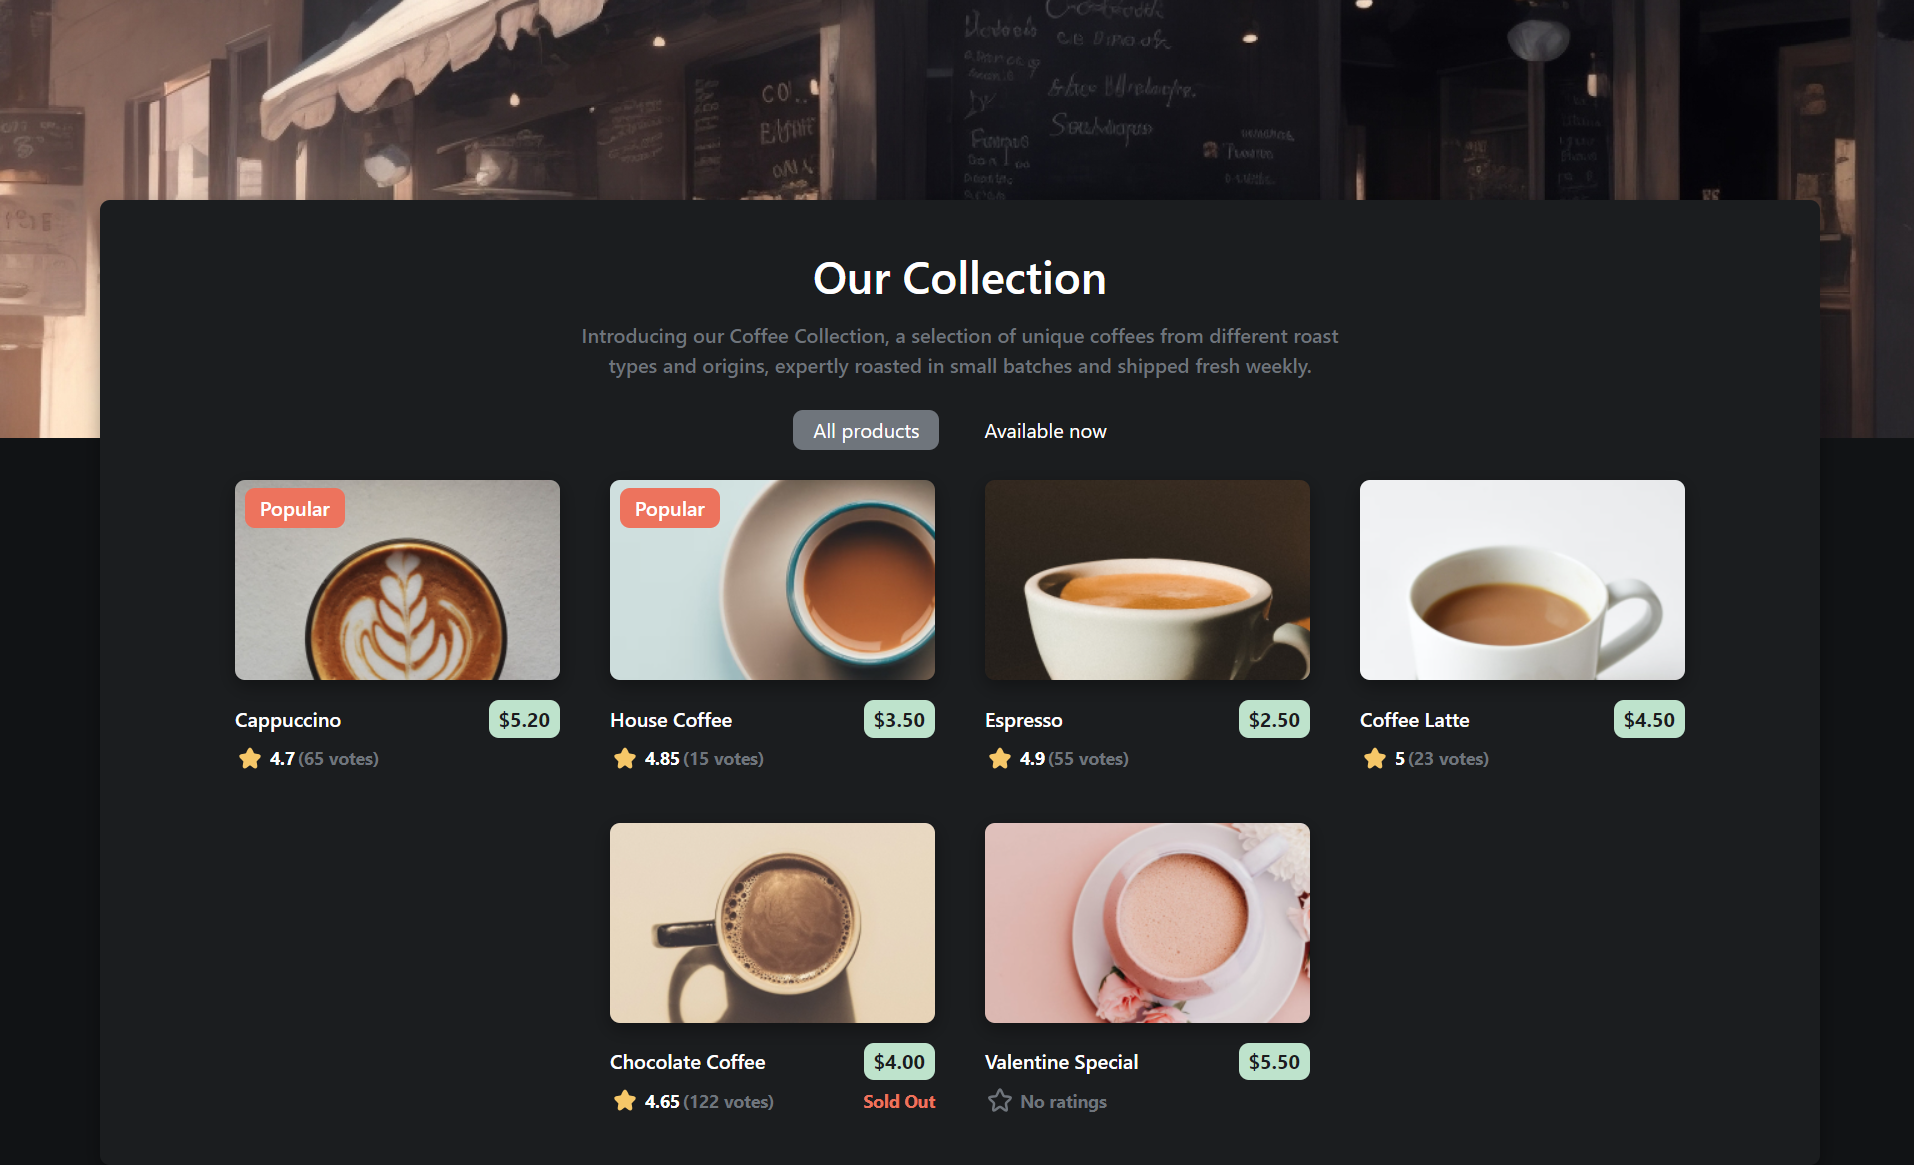 Our Collection
Introducing our Coffee Collection, a selection of unique coffees from different roast
types and origins, expertly roasted in small batches and shipped fresh weekly.
All products Available now
Popular
Popular
Cappuccino $5.20
4.7 (65 votes)
House Coffee $3.50
4.85 (15 votes)
Espresso $2.50
4.9 (55 votes)
Coffee Latte $4.50
5 (23 votes)
Chocolate Coffee $4.00
4.65 (122 votes) Sold Out
Valentine Special $5.50
No ratings